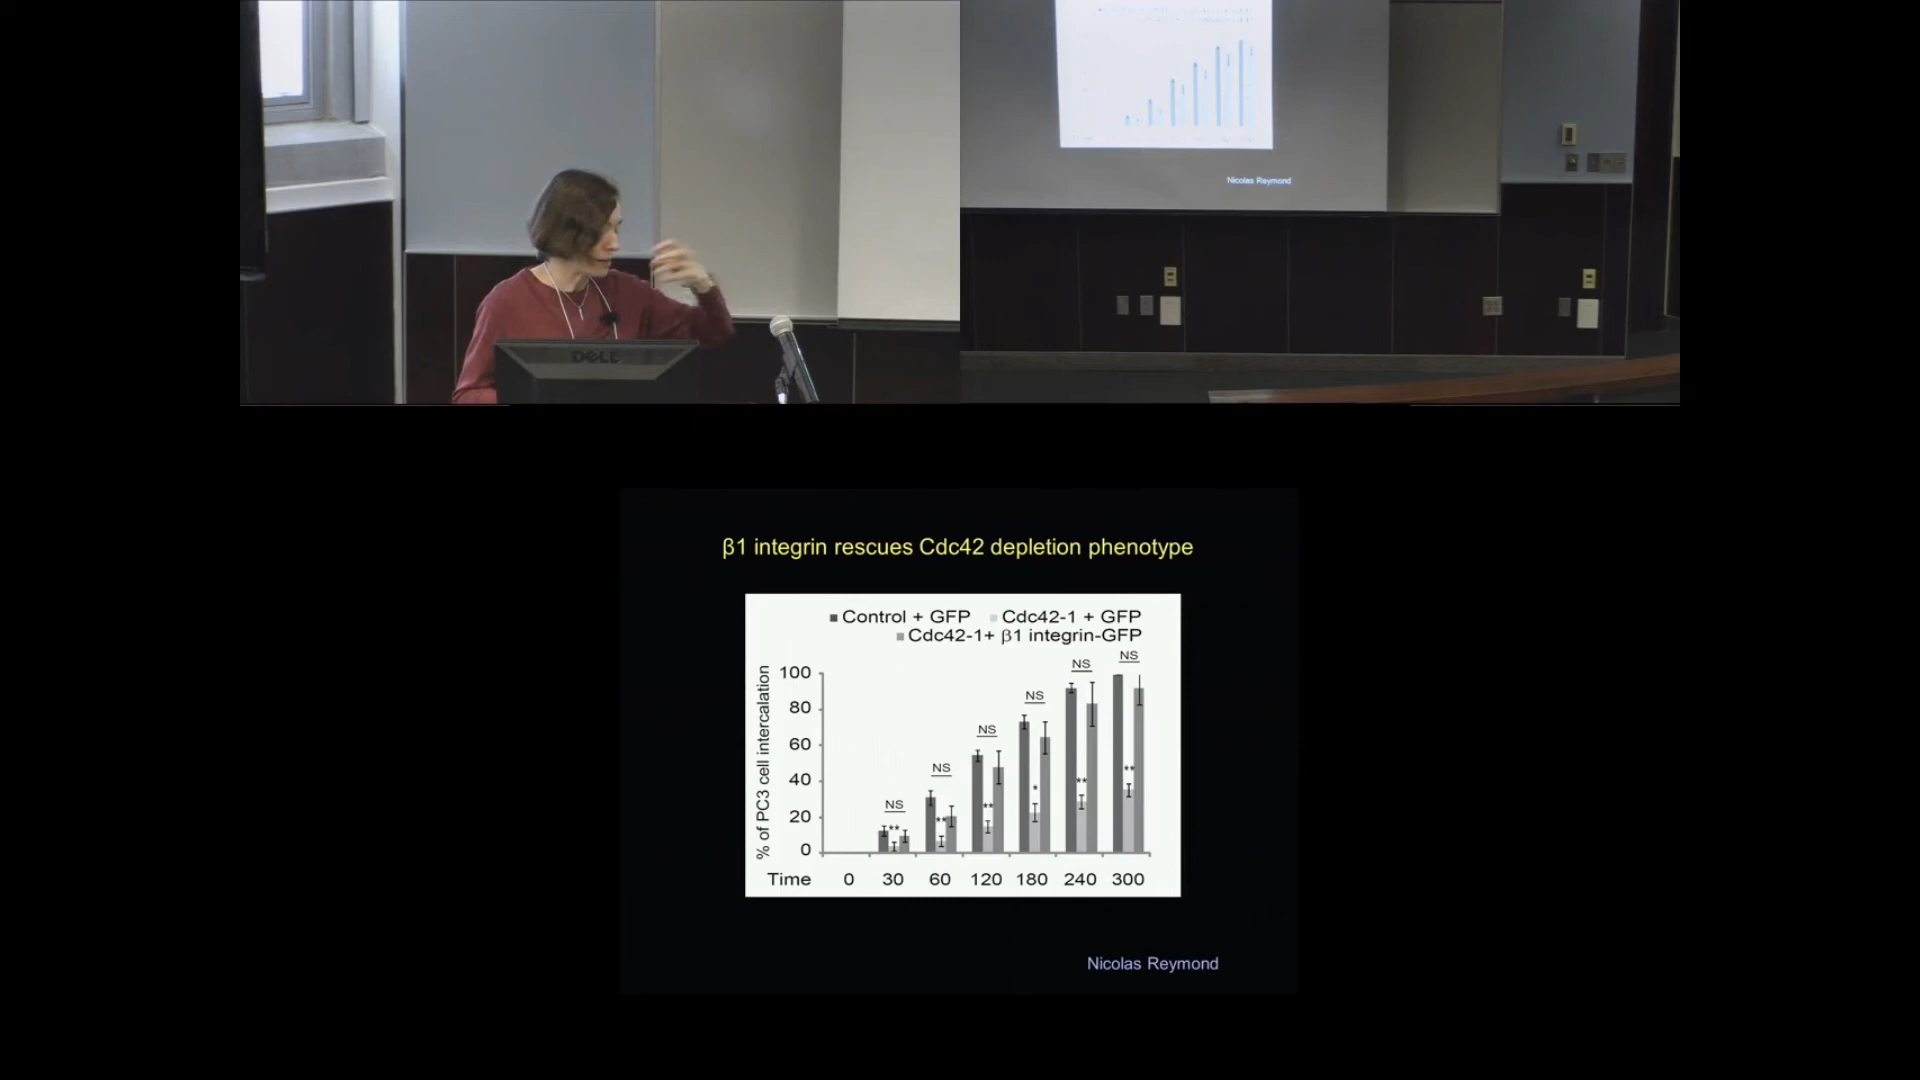 Nicolas Reymond
DELL
β1 integrin rescues Cdc42 depletion phenotype
Control + GFP Cdc42-1 + GFP
Cdc42-1+ β1 integrin-GFP
% of PC3 cell intercalation
100
80
60
40
20
0
NS
NS
NS
NS
NS
NS
**
**
**
*
**
**
Time 0 30 60 120 180 240 300
Nicolas Reymond